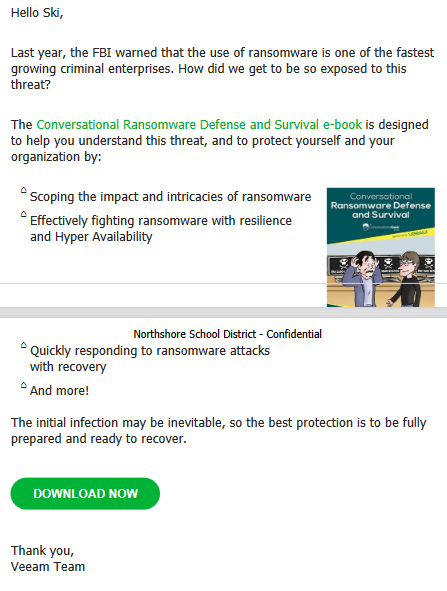 Hello Ski,
Last year, the FBI warned that the use of ransomware is one of the fastest
growing criminal enterprises. How did we get to be so exposed to this
threat?
The Conversational Ransomware Defense and Survival e-book is designed
to help you understand this threat, and to protect yourself and your
organization by:
Scoping the impact and intricacies of ransomware
Effectively fighting ransomware with resilience
and Hyper Availability
Conversational
Ransomware Defense
and Survival
Northshore School District - Confidential
Quickly responding to ransomware attacks
with recovery
And more!
The initial infection may be inevitable, so the best protection is to be fully
prepared and ready to recover.
DOWNLOAD NOW
Thank you,
Veeam Team